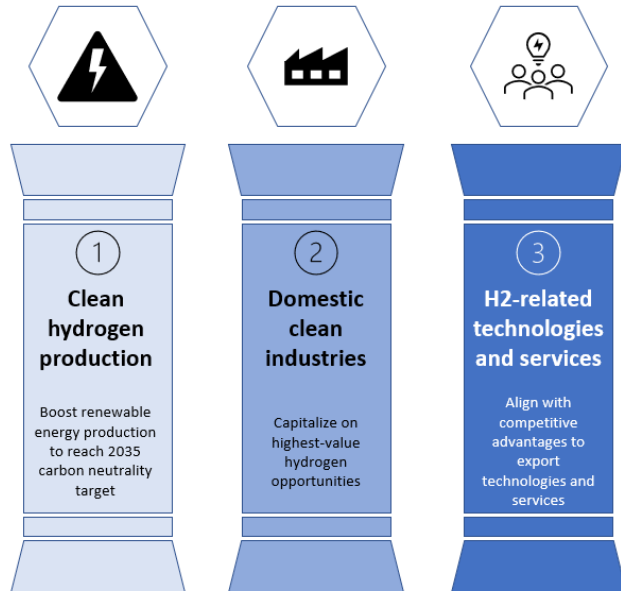 1
Clean
hydrogen
production
Boost renewable
energy production
to reach 2035
carbon neutrality
target
2
Domestic
clean
industries
Capitalize on
highest-value
hydrogen
opportunities
3
H2-related
technologies
and services
Align with
competitive
advantages to
export
technologies and
services